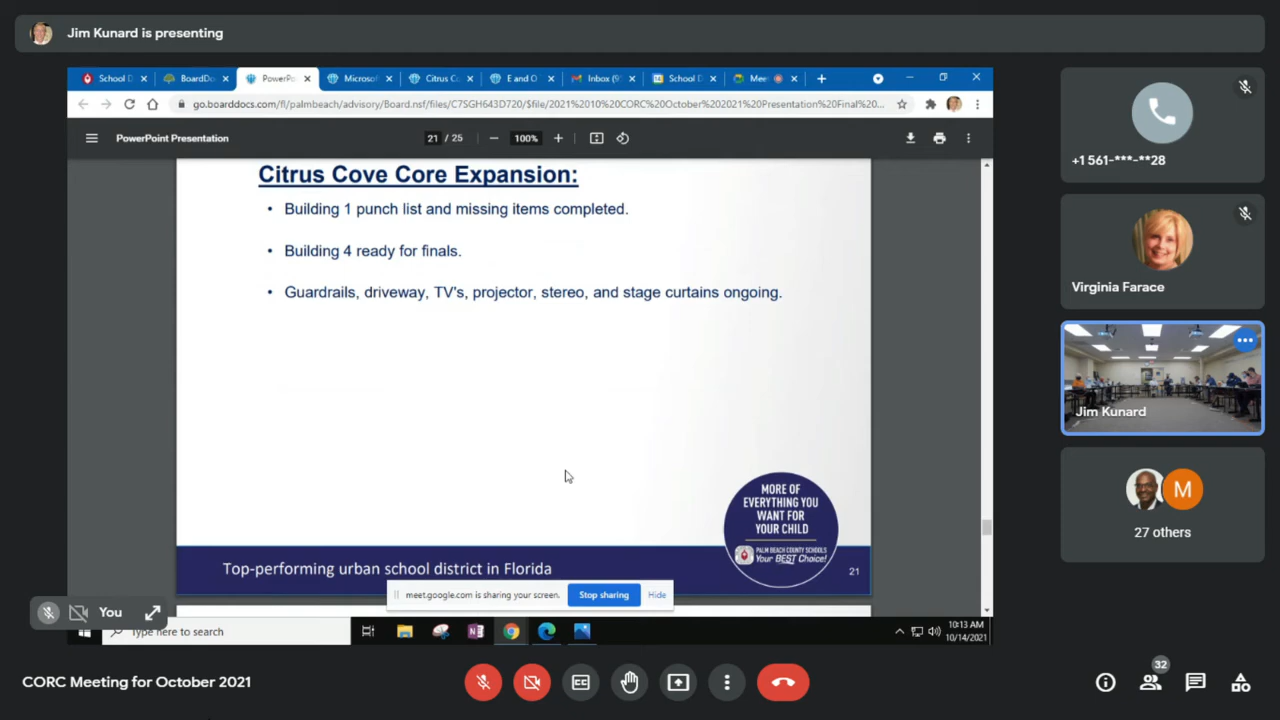 Jim Kunard is presenting
School D
BoardDo
PowerPo
Microsof
Citrus C
E and O
Inbox (9
School D
Meet
go.boarddocs.com/fl/palmbeach/advisory/Board.nsf/files/C7SGH643D720/$file/2021%2010%20CORC%20October%202021%20Presentation%20Final%20...
PowerPoint Presentation
21 / 25
100%
Citrus Cove Core Expansion:
• Building 1 punch list and missing items completed.
• Building 4 ready for finals.
• Guardrails, driveway, TV's, projector, stereo, and stage curtains ongoing.
MORE OF
EVERYTHING YOU
WANT FOR
YOUR CHILD
PALM BEACH COUNTY SCHOOLS
Your BEST Choice!
Top-performing urban school district in Florida
21
meet.google.com is sharing your screen.
Stop sharing
Hide
Type here to search
10:13 AM
10/14/2021
You
+1 561-***-**28
Virginia Farace
Jim Kunard
M
27 others
CORC Meeting for October 2021
32